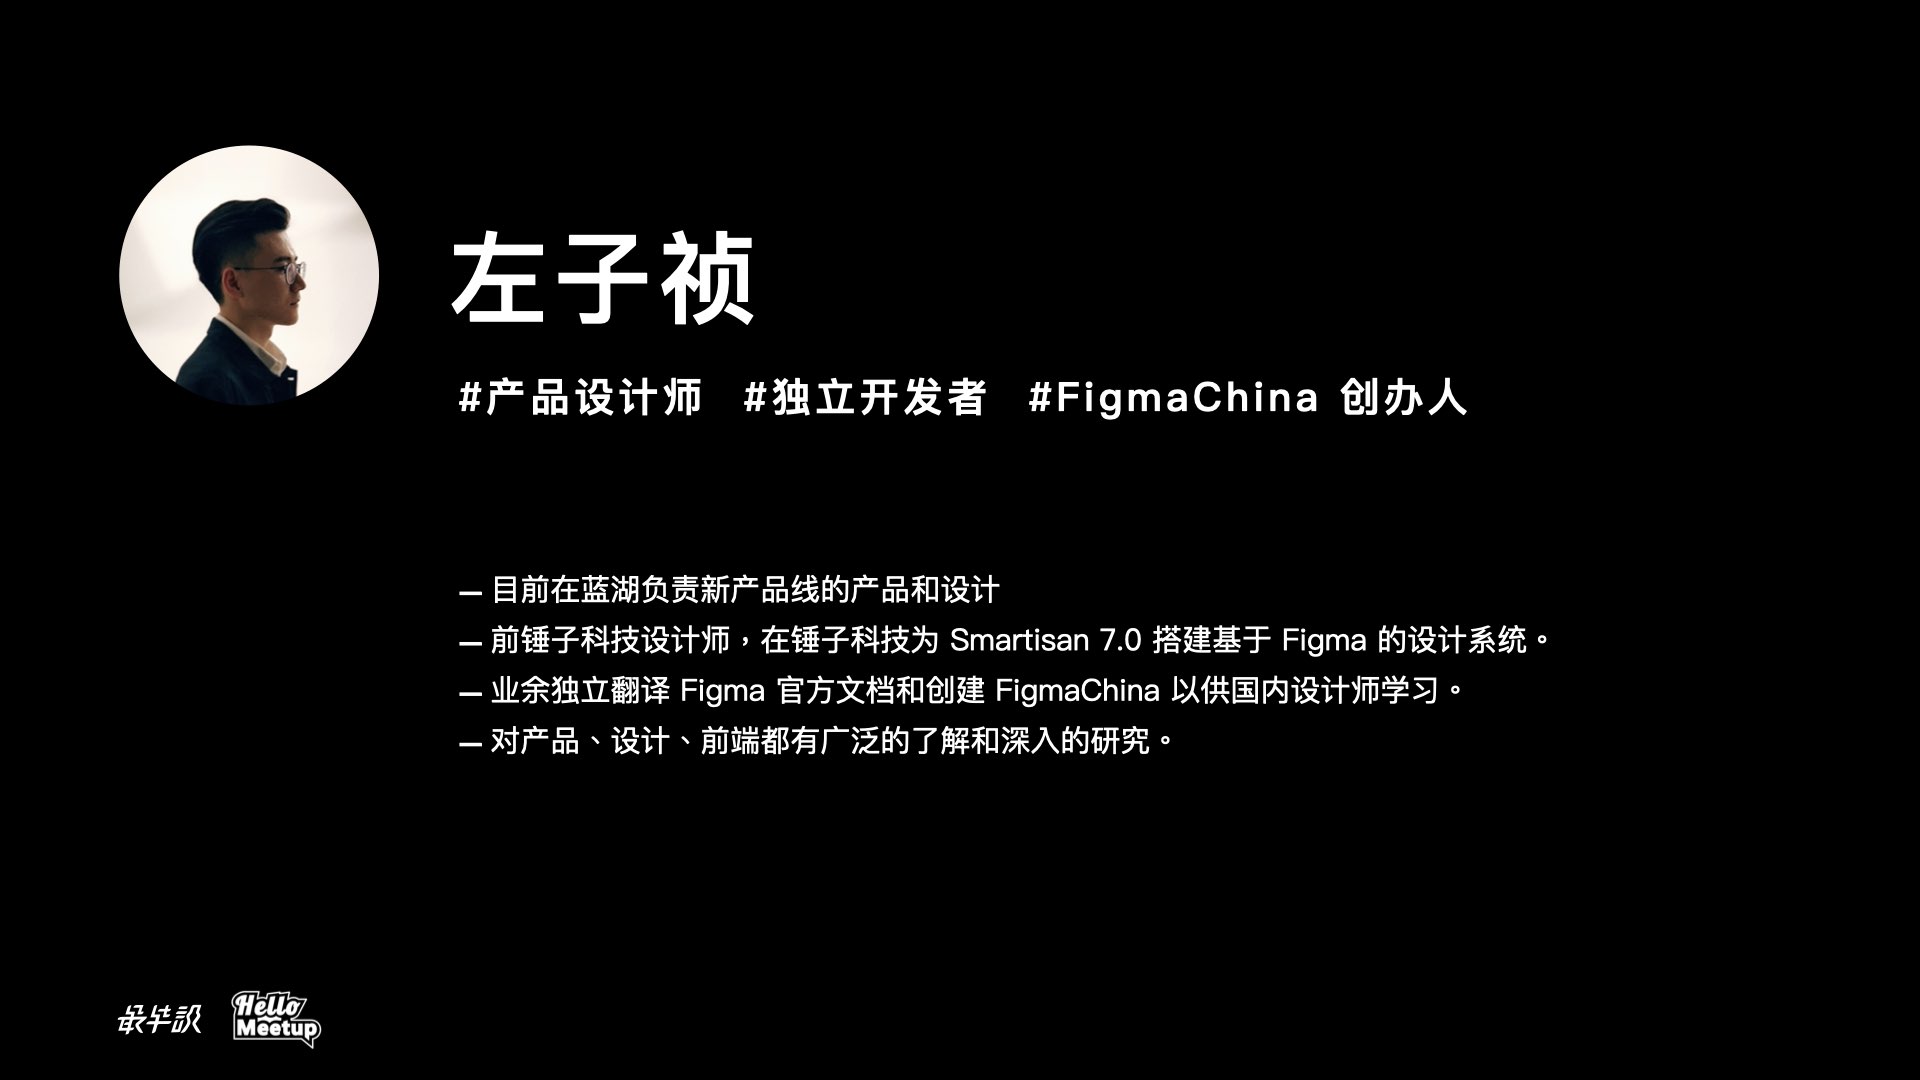 左子祯
#产品设计师 #独立开发者 #FigmaChina 创办人
— 目前在蓝湖负责新产品线的产品和设计
— 前锤子科技设计师，在锤子科技为 Smartisan 7.0 搭建基于 Figma 的设计系统。
— 业余独立翻译 Figma 官方文档和创建 FigmaChina 以供国内设计师学习。
— 对产品、设计、前端都有广泛的了解和深入的研究。
Hello
Meetup